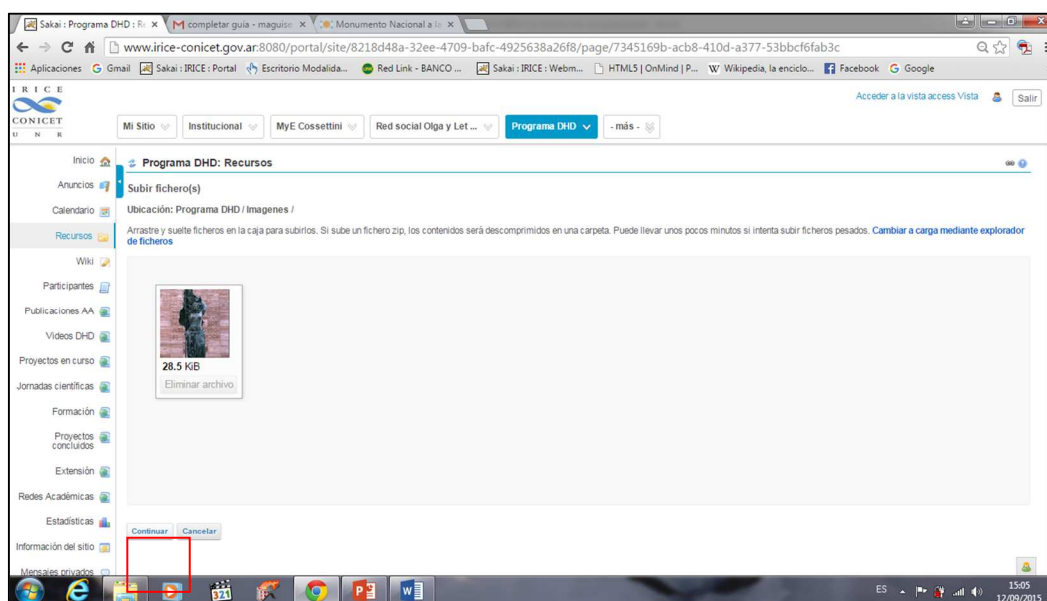 Sakai : Programa DHD : Re
completar guia - maguise
Monumento Nacional a la
www.irice-conicet.gov.ar:8080/portal/site/8218d48a-32ee-4709-bafc-4925638a26f8/page/7345169b-acb8-410d-a377-53bbcf6fab3c
Aplicaciones G Gmail Sakai : IRICE : Portal Escritorio Modalida... Red Link - BANCO ... Sakai : IRICE : Webm... HTML5 | OnMind | P... W Wikipedia, la enciclo... Facebook G Google
I R I C E
CONICET
U N R
Acceder a la vista access Vista
Salir
Mi Sitio Institucional MyE Cossettini Red social Olga y Let ... Programa DHD - más -
Inicio
Anuncios
Calendario
Recursos
Wiki
Participantes
Publicaciones AA
Videos DHD
Proyectos en curso
Jornadas científicas
Formación
Proyectos
concluidos
Extensión
Redes Académicas
Estadísticas
Información del sitio
Mensajes privados
Programa DHD: Recursos
Subir fichero(s)
Ubicación: Programa DHD / Imagenes /
Arrastre y suelte ficheros en la caja para subirlos. Si sube un fichero zip, los contenidos será descomprimidos en una carpeta. Puede llevar unos pocos minutos si intenta subir ficheros pesados. Cambiar a carga mediante explorador
de ficheros
28.5 KiB
Eliminar archivo
Continuar Cancelar
321
ES
15:05
12/09/2015